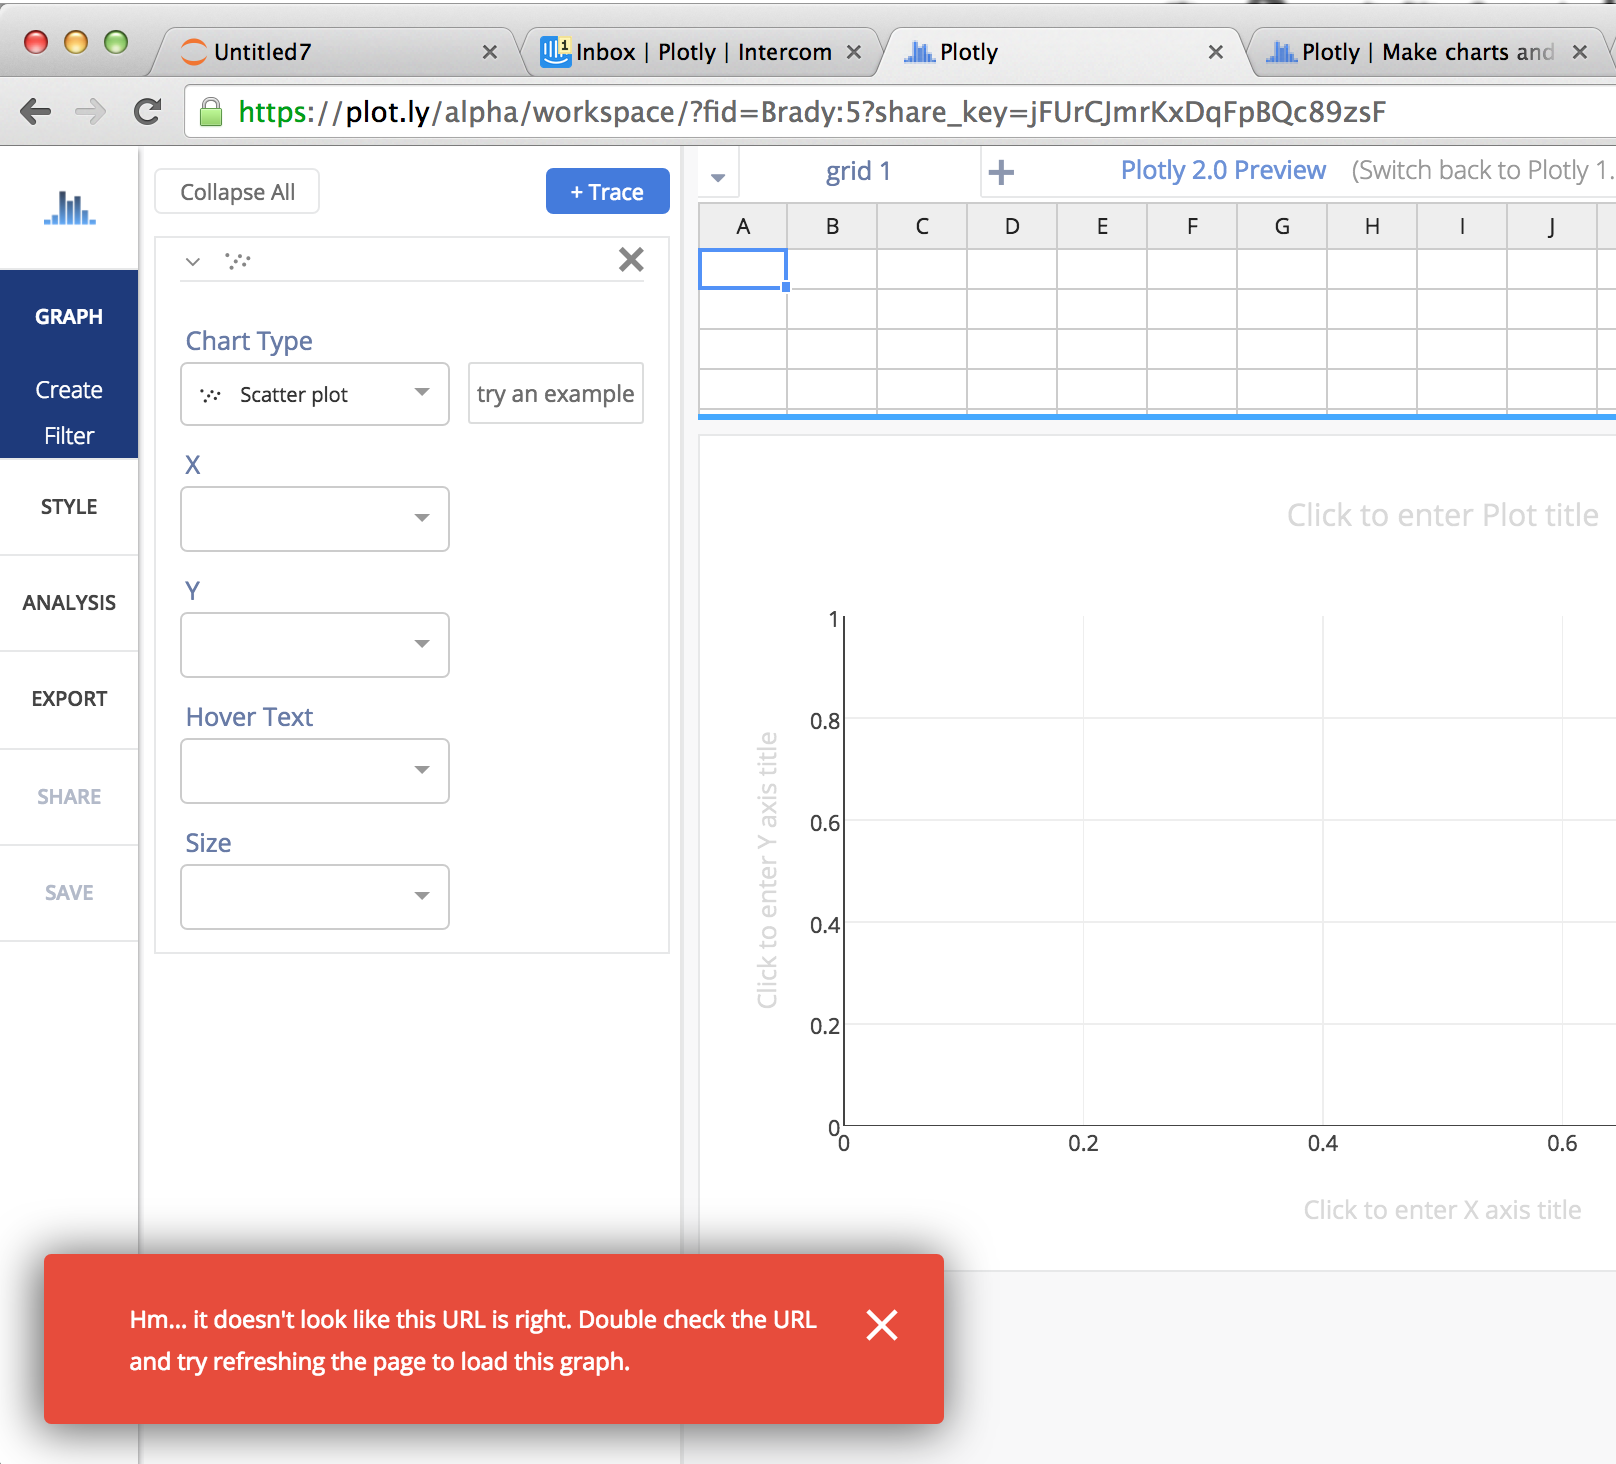 Untitled7
1
Inbox | Plotly | Intercom
Plotly
Plotly | Make charts and
https://plot.ly/alpha/workspace/?fid=Brady:5?share_key=jFUrCJmrKxDqFpBQc89zsF
Collapse All
+ Trace
grid 1
Plotly 2.0 Preview
(Switch back to Plotly 1.
A B C D E F G H I J
GRAPH
Create
Filter
STYLE
ANALYSIS
EXPORT
SHARE
SAVE
Chart Type
Scatter plot
try an example
X
Y
Hover Text
Size
Click to enter Plot title
Click to enter Y axis title
1
0.8
0.6
0.4
0.2
0
0 0.2 0.4 0.6
Click to enter X axis title
Hm... it doesn't look like this URL is right. Double check the URL
and try refreshing the page to load this graph.